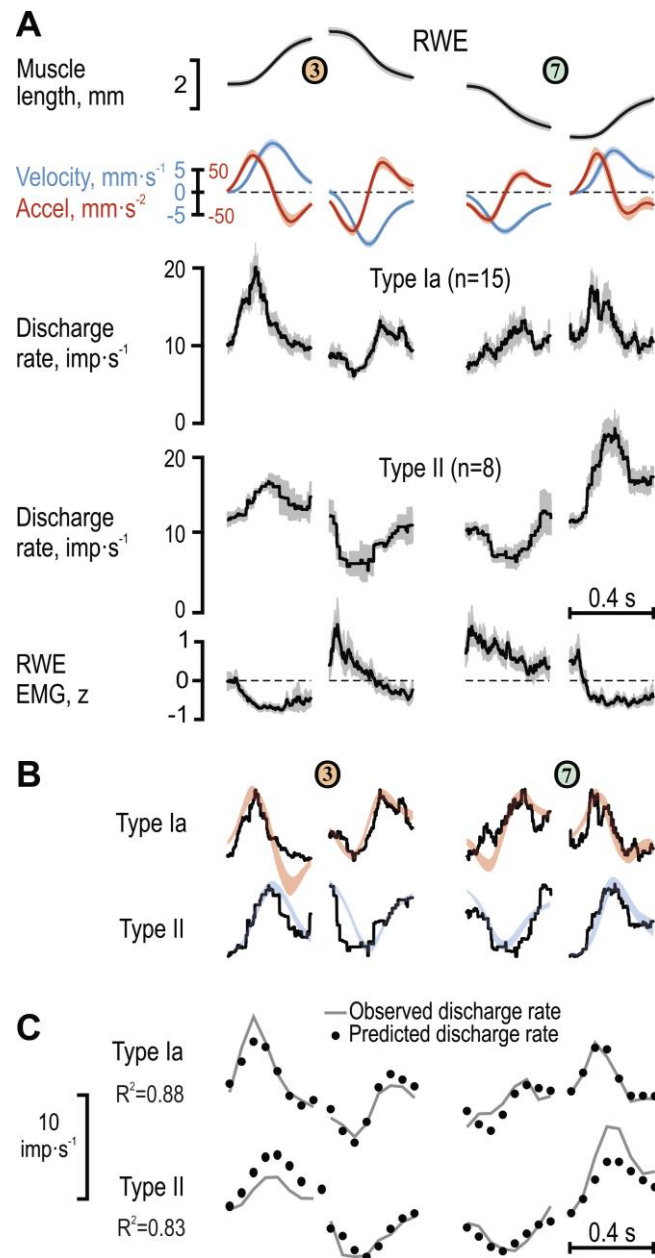 A
RWE
Muscle
length, mm
2
3
7
Velocity, mm·s⁻¹
Accel, mm·s⁻²
5
0
-5
50
-50
20
10
0
Type Ia (n=15)
Discharge
rate, imp·s⁻¹
20
10
0
Type II (n=8)
Discharge
rate, imp·s⁻¹
0.4 s
RWE
EMG, z
1
0
-1
B
3
7
Type Ia
Type II
C
Observed discharge rate
Predicted discharge rate
Type Ia
R²=0.88
10
imp·s⁻¹
Type II
R²=0.83
0.4 s